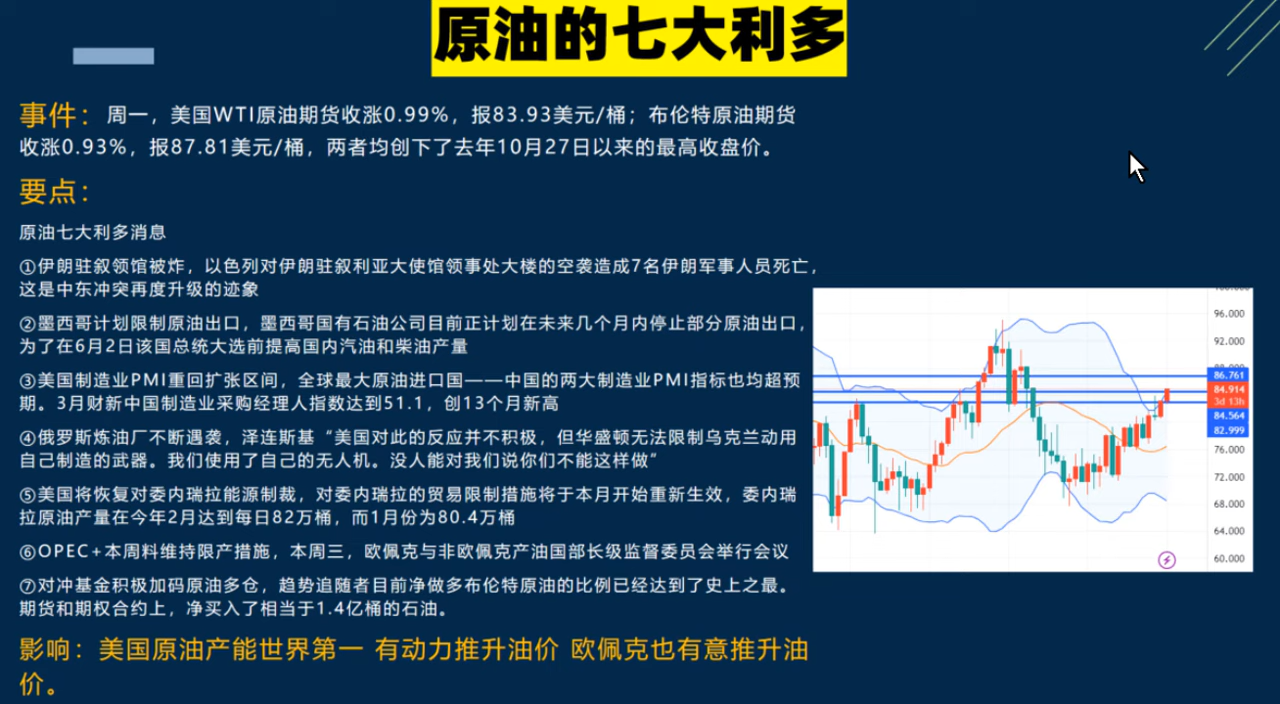 原油的七大利多
事件：周一，美国WTI原油期货收涨0.99%，报83.93美元/桶；布伦特原油期货
收涨0.93%，报87.81美元/桶，两者均创下了去年10月27日以来的最高收盘价。
要点：
原油七大利多消息
①伊朗驻叙领馆被炸，以色列对伊朗驻叙利亚大使馆领事处大楼的空袭造成7名伊朗军事人员死亡，
这是中东冲突再度升级的迹象
②墨西哥计划限制原油出口，墨西哥国有石油公司目前正计划在未来几个月内停止部分原油出口，
为了在6月2日该国总统大选前提高国内汽油和柴油产量
③美国制造业PMI重回扩张区间，全球最大原油进口国——中国的两大制造业PMI指标也均超预
期。3月财新中国制造业采购经理人指数达到51.1，创13个月新高
④俄罗斯炼油厂不断遇袭，泽连斯基“美国对此的反应并不积极，但华盛顿无法限制乌克兰动用
自己制造的武器。我们使用了自己的无人机。没人能对我们说你们不能这样做”
⑤美国将恢复对委内瑞拉能源制裁，对委内瑞拉的贸易限制措施将于本月开始重新生效，委内瑞
拉原油产量在今年2月达到每日82万桶，而1月份为80.4万桶
⑥OPEC+本周料维持限产措施，本周三，欧佩克与非欧佩克产油国部长级监督委员会举行会议
⑦对冲基金积极加码原油多仓，趋势追随者目前净做多布伦特原油的比例已经达到了史上之最。
期货和期权合约上，净买入了相当于1.4亿桶的石油。
影响：美国原油产能世界第一 有动力推升油价 欧佩克也有意推升油
价。
96.000
92.000
86.761
84.914
3d 13h
84.564
82.999
76.000
72.000
68.000
64.000
60.000